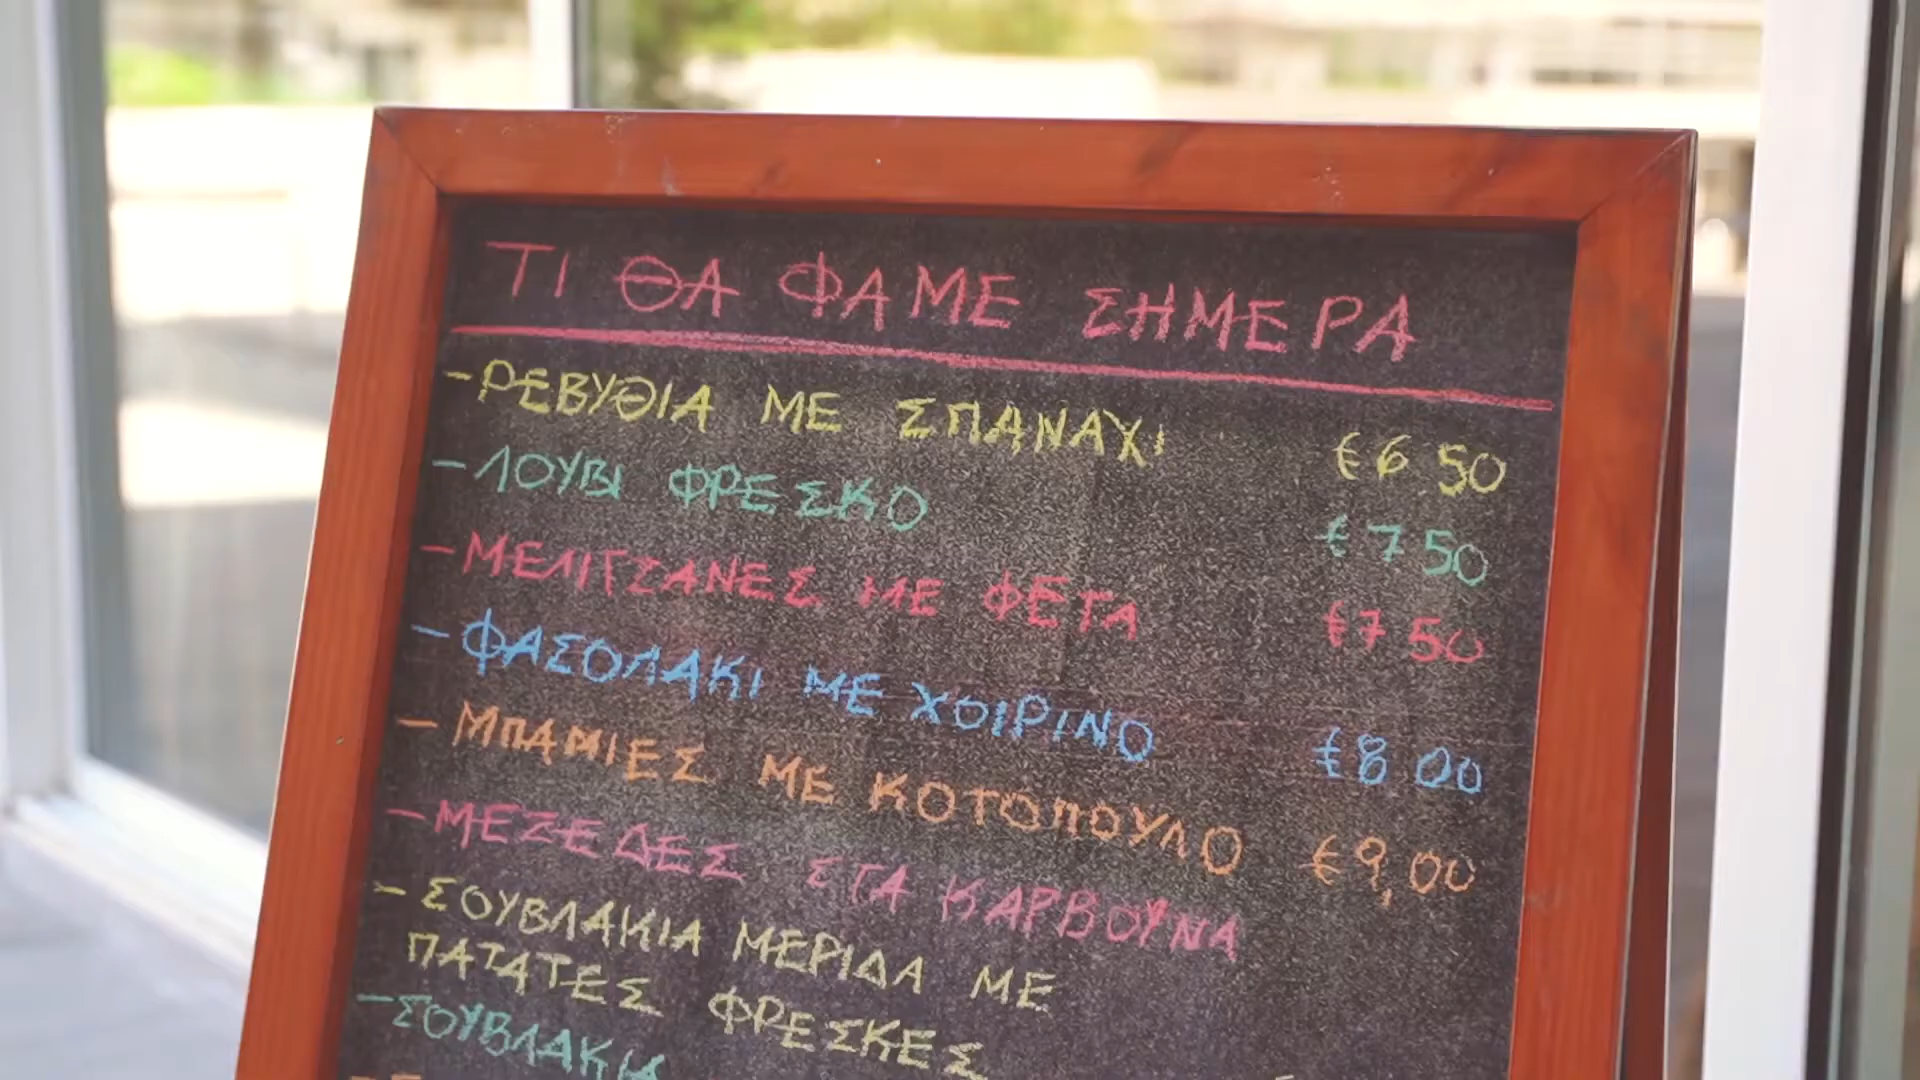 ΤΙ ΘΑ ΦΑΜΕ ΣΗΜΕΡΑ
-ΡΕΒΥΘΙΑ ΜΕ ΣΠΑΝΑΧΙ €6 50
-ΛΟΥΒΙ ΦΡΕΣΚΟ €7 50
-ΜΕΛΙΤΖΑΝΕΣ ΜΕ ΦΕΤΑ €7 50
-ΦΑΣΟΛΑΚΙ ΜΕ ΧΟΙΡΙΝΟ €8 00
-ΜΠΑΜΙΕΣ ΜΕ ΚΟΤΟΠΟΥΛΟ €9,00
-ΜΕΖΕΔΕΣ ΣΤΑ ΚΑΡΒΟΥΝΑ
-ΣΟΥΒΛΑΚΙΑ ΜΕΡΙΔΑ ΜΕ
ΠΑΤΑΤΕΣ ΦΡΕΣΚΕΣ
-ΣΟΥΒΛΑΚΙΑ